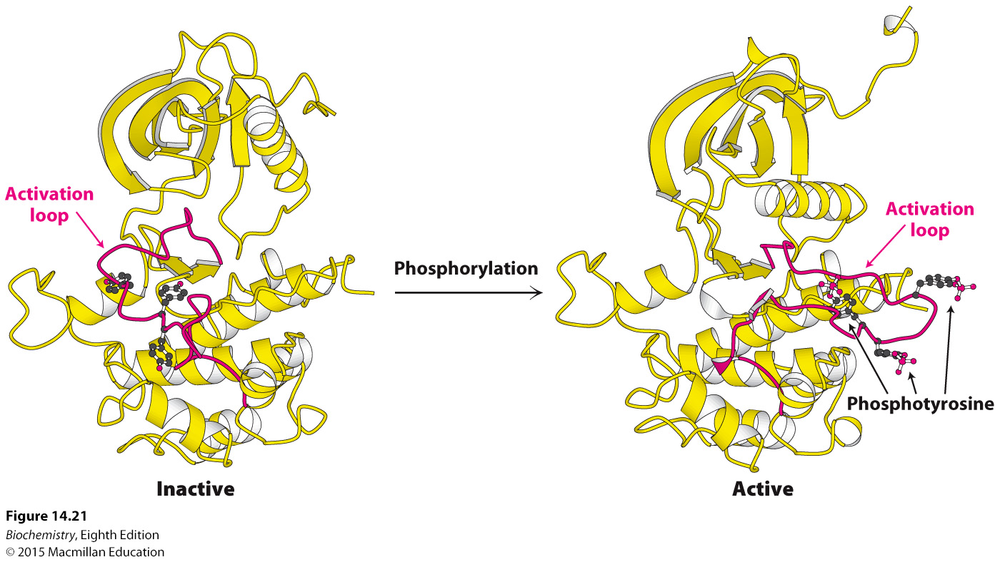 Activation
loop
Phosphorylation
Activation
loop
Phosphotyrosine
Inactive
Active
Figure 14.21
Biochemistry, Eighth Edition
© 2015 Macmillan Education